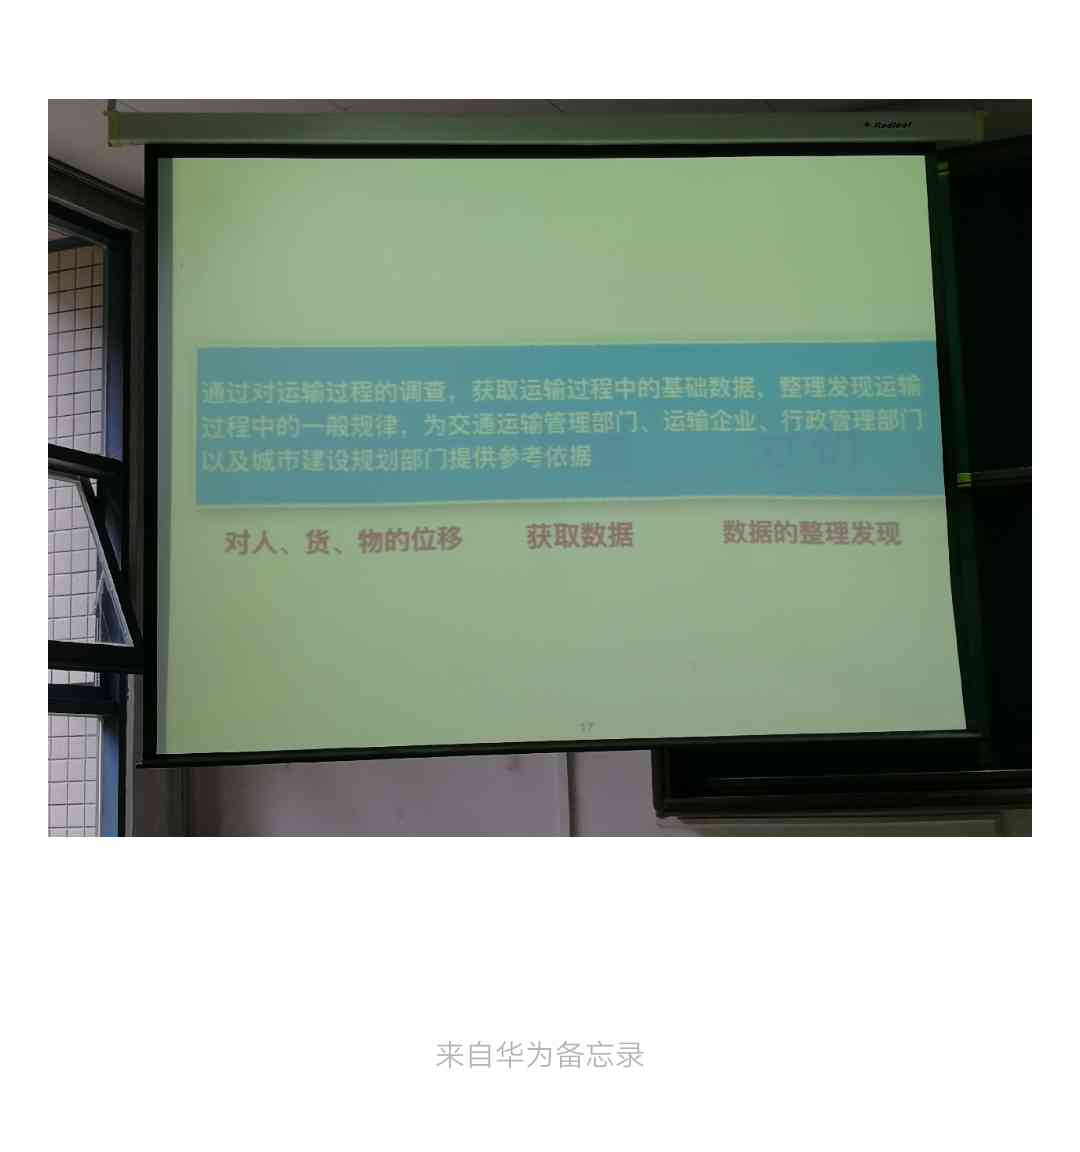 Redleaf
通过对运输过程的调查，获取运输过程中的基础数据，整理发现运输
过程中的一般规律，为交通运输管理部门、运输企业、行政管理部门
以及城市建设规划部门提供参考依据
对人、货、物的位移 获取数据 数据的整理发现
17
来自华为备忘录